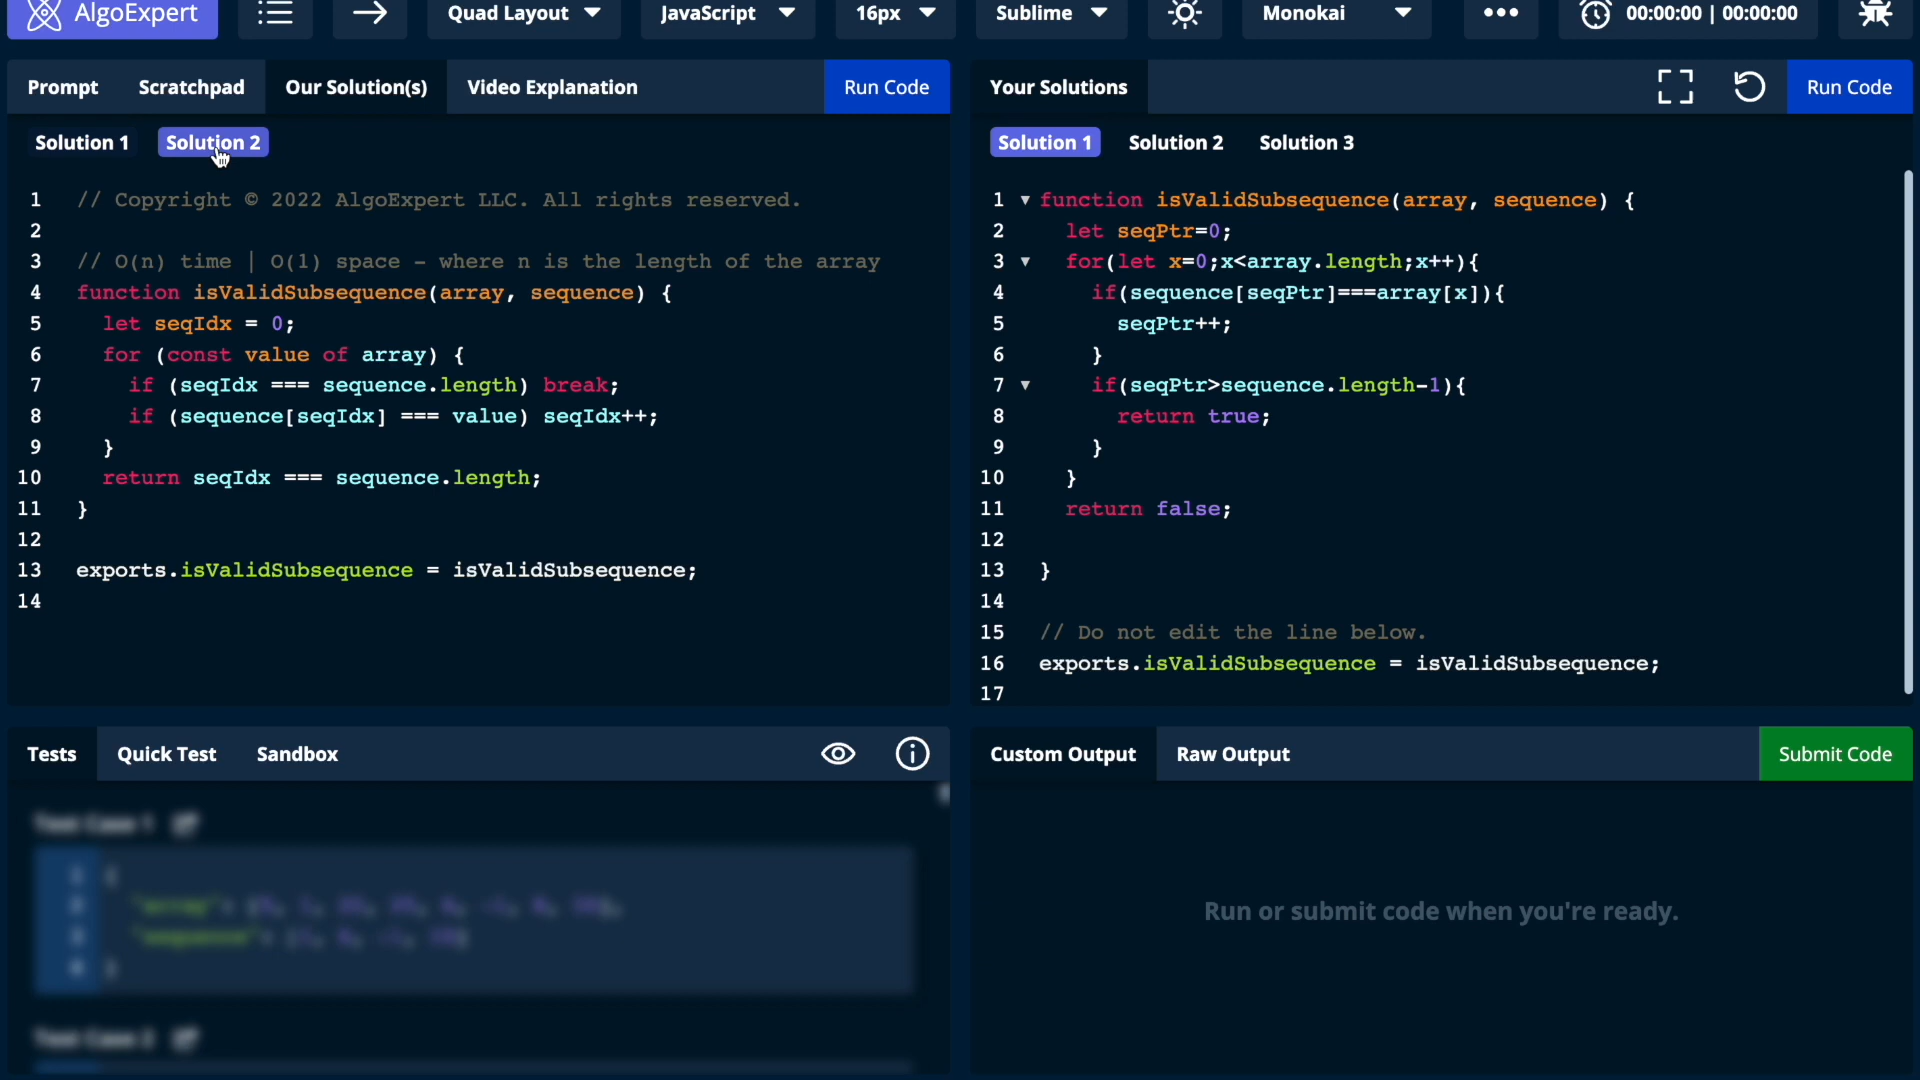 AlgoExpert
Quad Layout
JavaScript
16px
Sublime
Monokai
00:00:00 | 00:00:00
Prompt
Scratchpad
Our Solution(s)
Video Explanation
Run Code
Solution 1
Solution 2
1 // Copyright © 2022 AlgoExpert LLC. All rights reserved.
2
3 // O(n) time | O(1) space - where n is the length of the array
4 function isValidSubsequence(array, sequence) {
5 let seqIdx = 0;
6 for (const value of array) {
7 if (seqIdx === sequence.length) break;
8 if (sequence[seqIdx] === value) seqIdx++;
9 }
10 return seqIdx === sequence.length;
11 }
12
13 exports.isValidSubsequence = isValidSubsequence;
14
Your Solutions
Run Code
Solution 1
Solution 2
Solution 3
1 function isValidSubsequence(array, sequence) {
2 let seqPtr=0;
3 for(let x=0;x<array.length;x++){
4 if(sequence[seqPtr]===array[x]){
5 seqPtr++;
6 }
7 if(seqPtr>sequence.length-1){
8 return true;
9 }
10 }
11 return false;
12
13 }
14
15 // Do not edit the line below.
16 exports.isValidSubsequence = isValidSubsequence;
17
Tests
Quick Test
Sandbox
Test Case 1
Test Case 2
Custom Output
Raw Output
Submit Code
Run or submit code when you're ready.